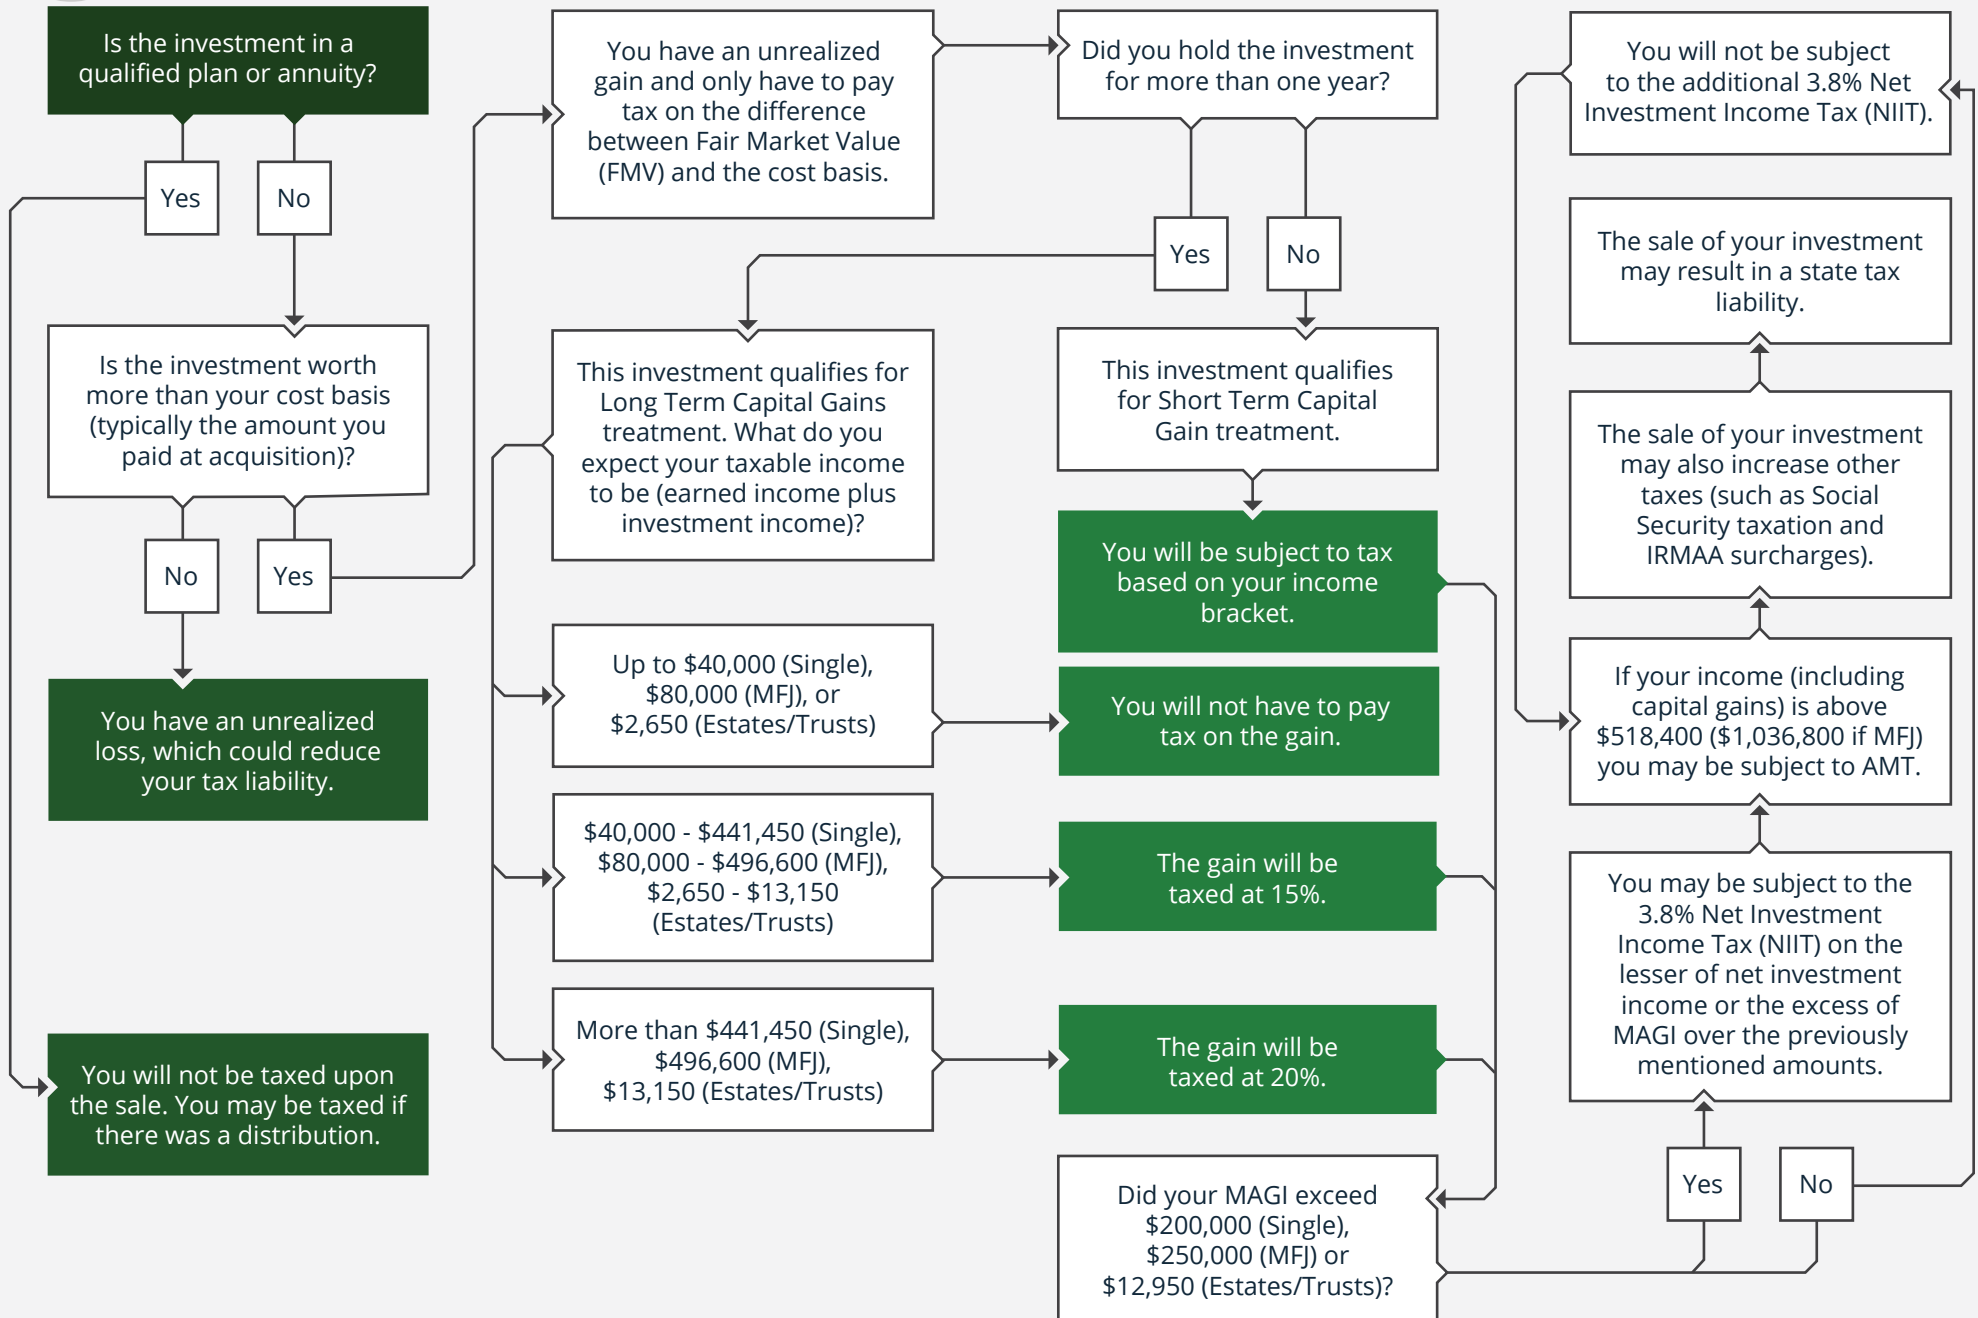 Is the investment in a
qualified plan or annuity?
Yes
No
Is the investment worth
more than your cost basis
(typically the amount you
paid at acquisition)?
No
Yes
You have an unrealized
loss, which could reduce
your tax liability.
You will not be taxed upon
the sale. You may be taxed if
there was a distribution.
You have an unrealized
gain and only have to pay
tax on the difference
between Fair Market Value
(FMV) and the cost basis.
Did you hold the investment
for more than one year?
Yes
No
This investment qualifies for
Long Term Capital Gains
treatment. What do you
expect your taxable income
to be (earned income plus
investment income)?
This investment qualifies
for Short Term Capital
Gain treatment.
You will be subject to tax
based on your income
bracket.
Up to $40,000 (Single),
$80,000 (MFJ), or
$2,650 (Estates/Trusts)
You will not have to pay
tax on the gain.
$40,000 - $441,450 (Single),
$80,000 - $496,600 (MFJ),
$2,650 - $13,150
(Estates/Trusts)
The gain will be
taxed at 15%.
More than $441,450 (Single),
$496,600 (MFJ),
$13,150 (Estates/Trusts)
The gain will be
taxed at 20%.
Did your MAGI exceed
$200,000 (Single),
$250,000 (MFJ) or
$12,950 (Estates/Trusts)?
Yes
No
You will not be subject
to the additional 3.8% Net
Investment Income Tax (NIIT).
The sale of your investment
may result in a state tax
liability.
The sale of your investment
may also increase other
taxes (such as Social
Security taxation and
IRMAA surcharges).
If your income (including
capital gains) is above
$518,400 ($1,036,800 if MFJ)
you may be subject to AMT.
You may be subject to the
3.8% Net Investment
Income Tax (NIIT) on the
lesser of net investment
income or the excess of
MAGI over the previously
mentioned amounts.